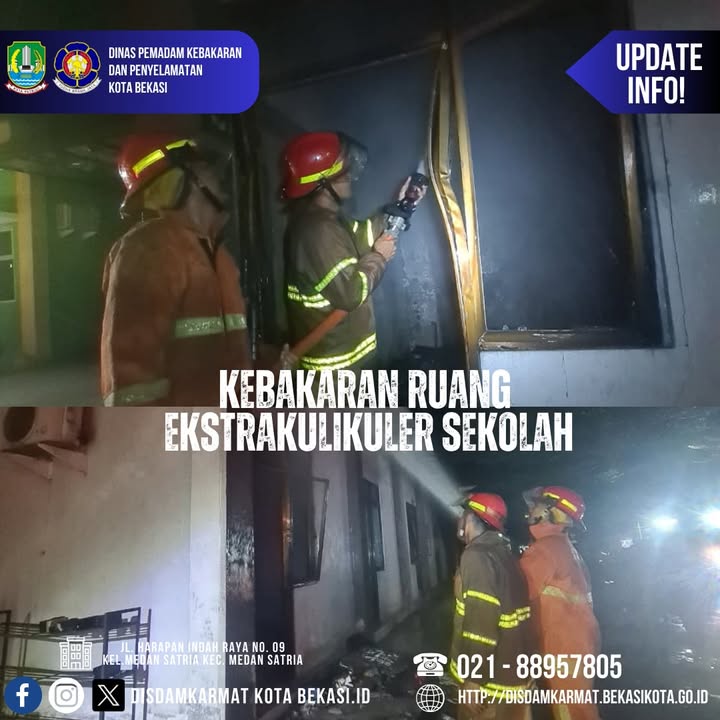 DINAS PEMADAM KEBAKARAN
DAN PENYELAMATAN
KOTA BEKASI
UPDATE
INFO!
KEBAKARAN RUANG
EKSTRAKULIKULER SEKOLAH
JL. HARAPAN INDAH RAYA NO. 09
KEL.MEDAN SATRIA KEC. MEDAN SATRIA
021 - 88957805
DISDAMKARMAT KOTA BEKASI.ID
HTTP://DISDAMKARMAT.BEKASIKOTA.GO.ID